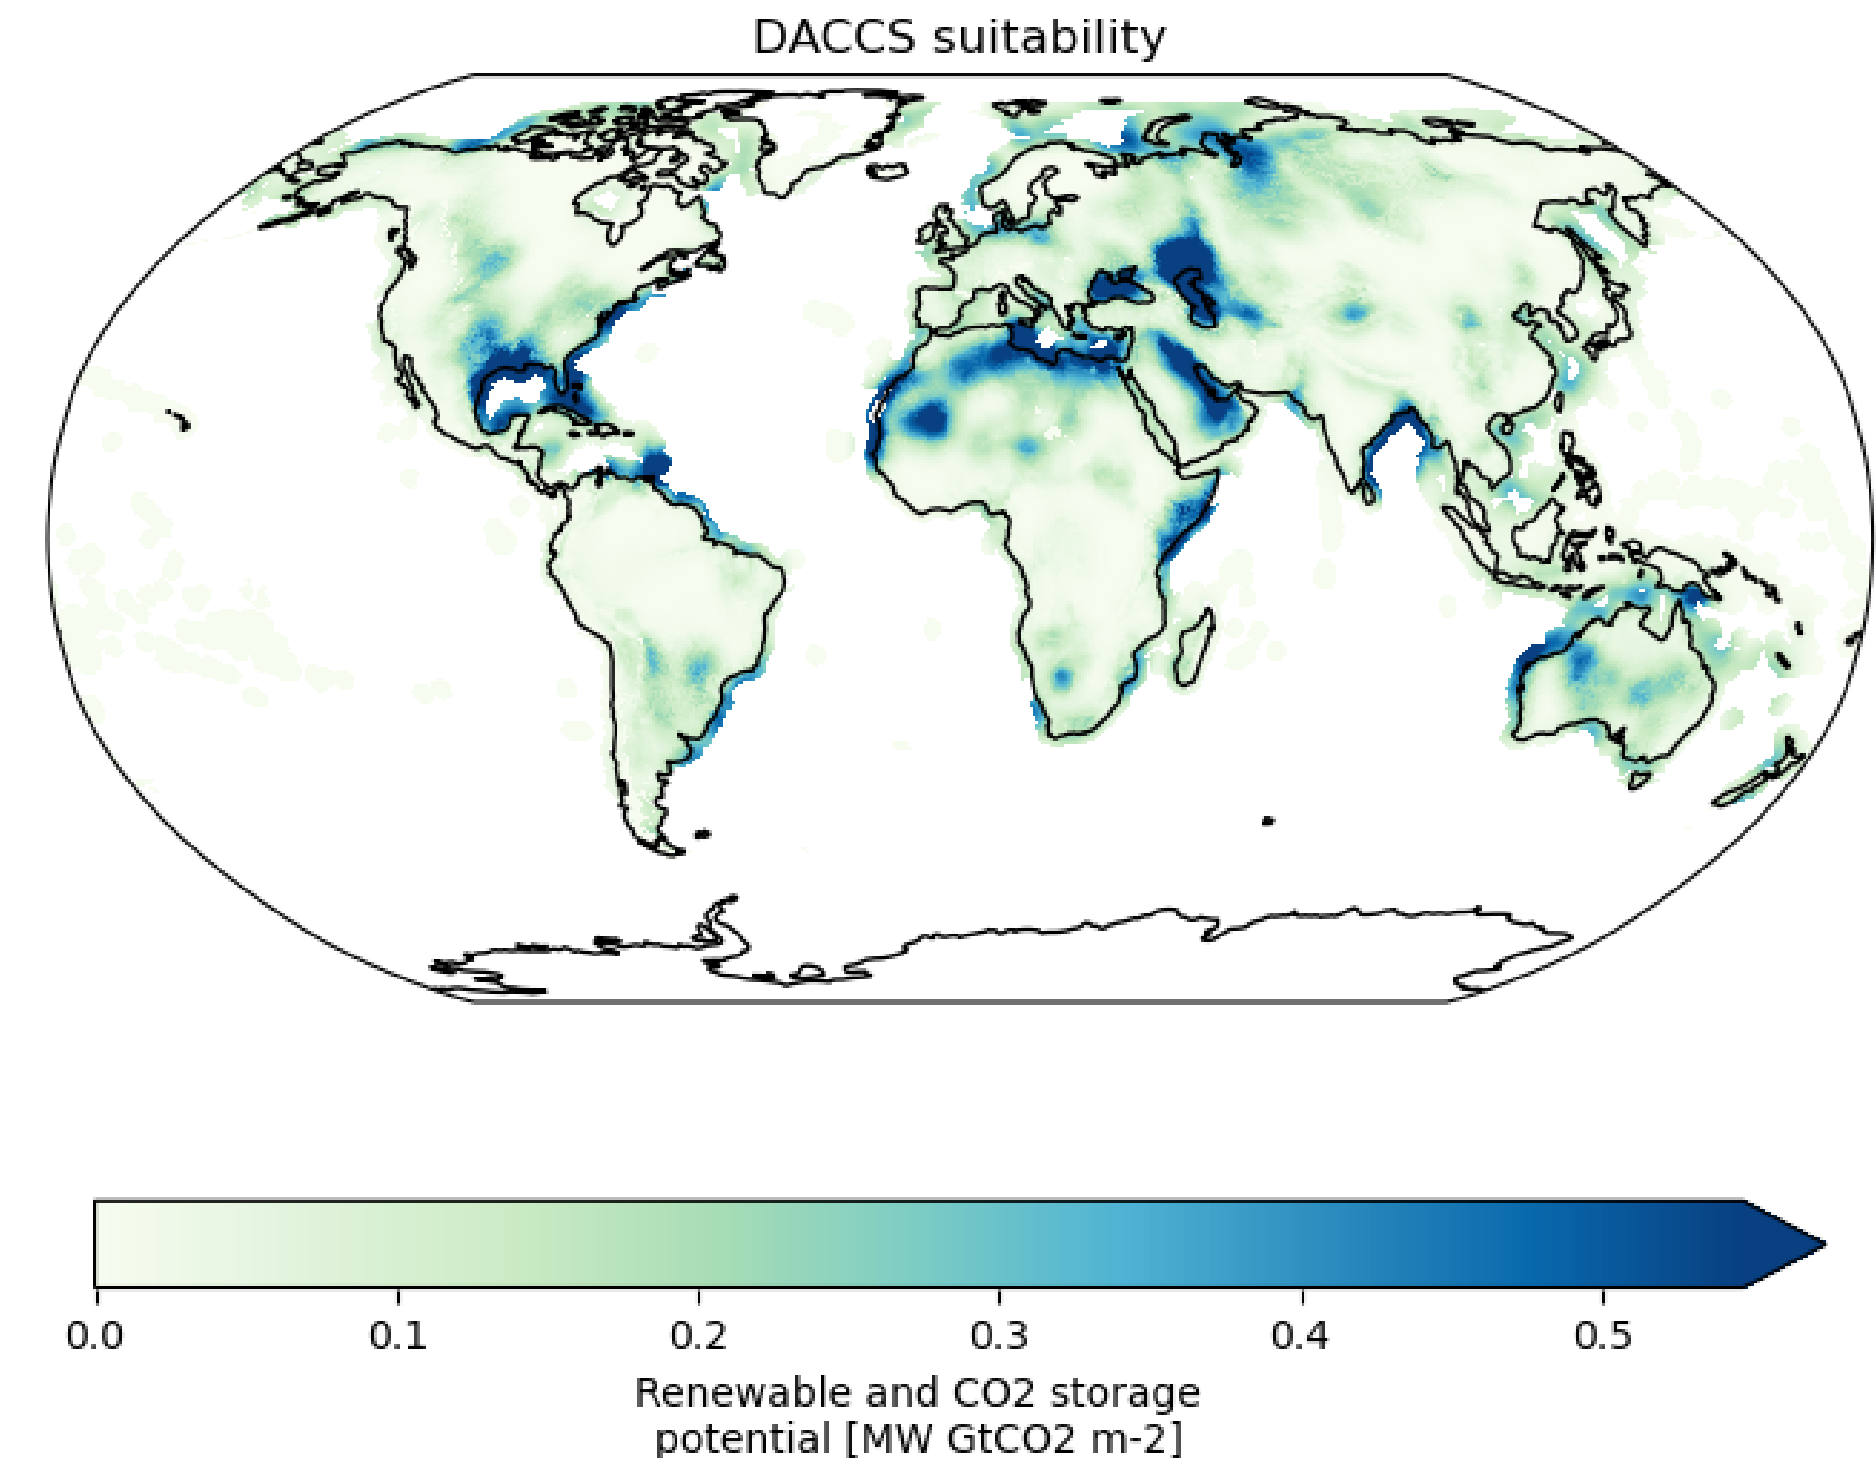 DACCS suitability
0.0 0.1 0.2 0.3 0.4 0.5
Renewable and CO2 storage
potential [MW GtCO2 m-2]